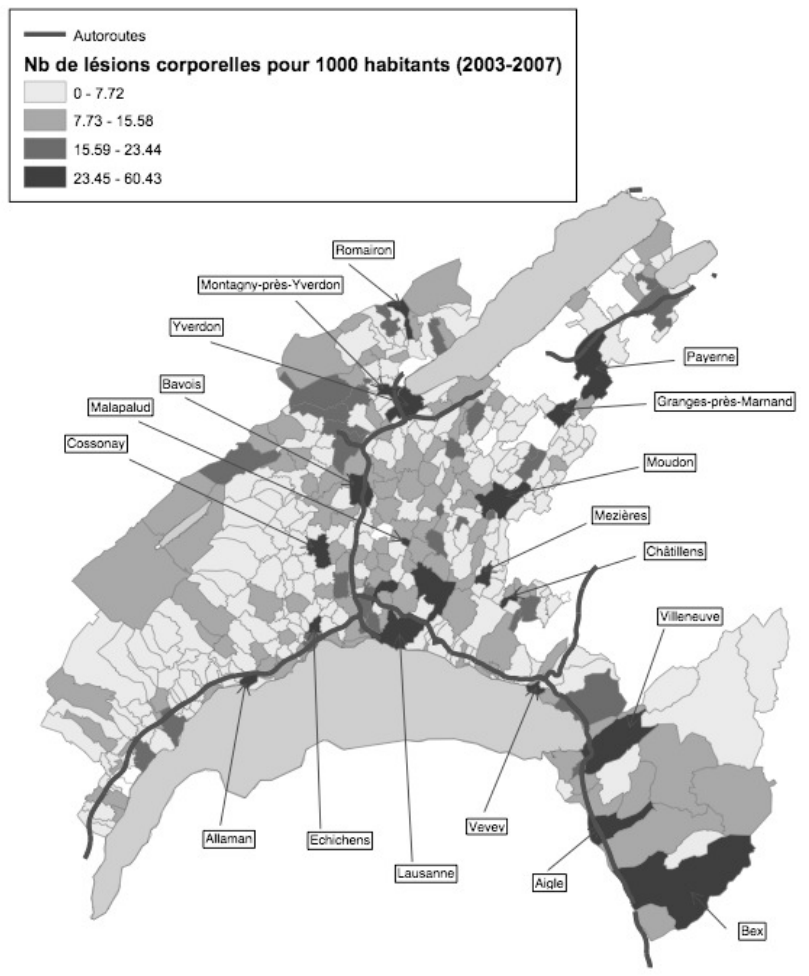 Autoroutes
Nb de lésions corporelles pour 1000 habitants (2003-2007)
0 - 7.72
7.73 - 15.58
15.59 - 23.44
23.45 - 60.43
Romairon
Montagny-près-Yverdon
Yverdon
Payerne
Bavois
Granges-près-Marnand
Malapalud
Cossonay
Moudon
Mezières
Châtillens
Villeneuve
Allaman
Echichens
Vevev
Lausanne
Aigle
Bex